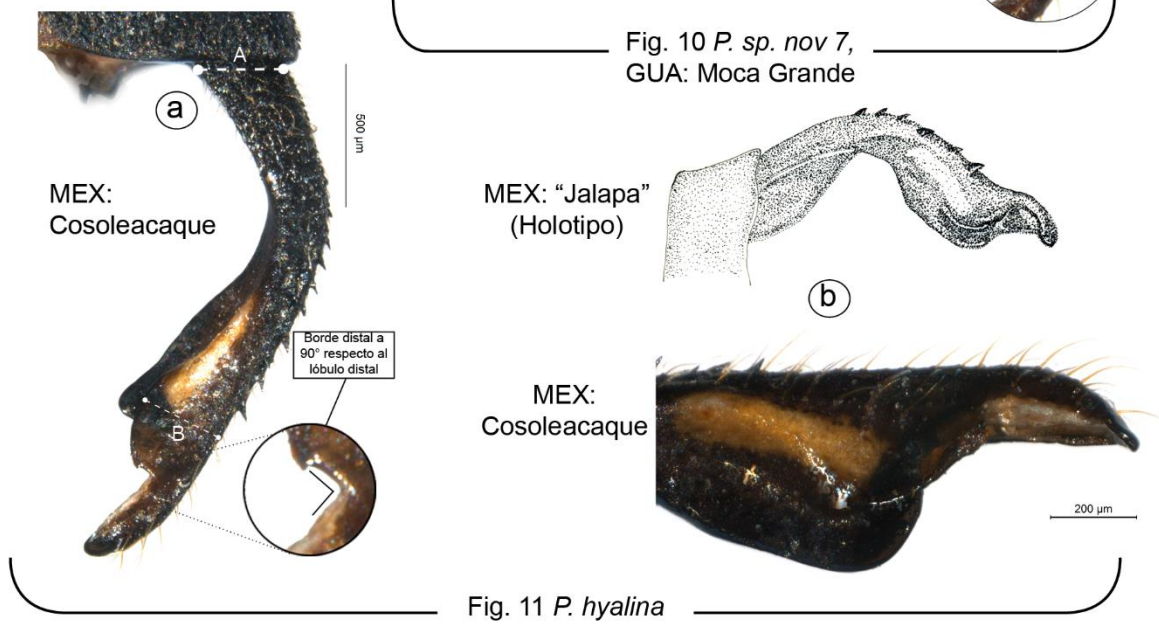 Fig. 10 P. sp. nov 7,
GUA: Moca Grande
A
a
500 µm
MEX:
Cosoleacaque
MEX: “Jalapa”
(Holotipo)
b
Borde distal a
90° respecto al
lóbulo distal
B
MEX:
Cosoleacaque
200 µm
Fig. 11 P. hyalina